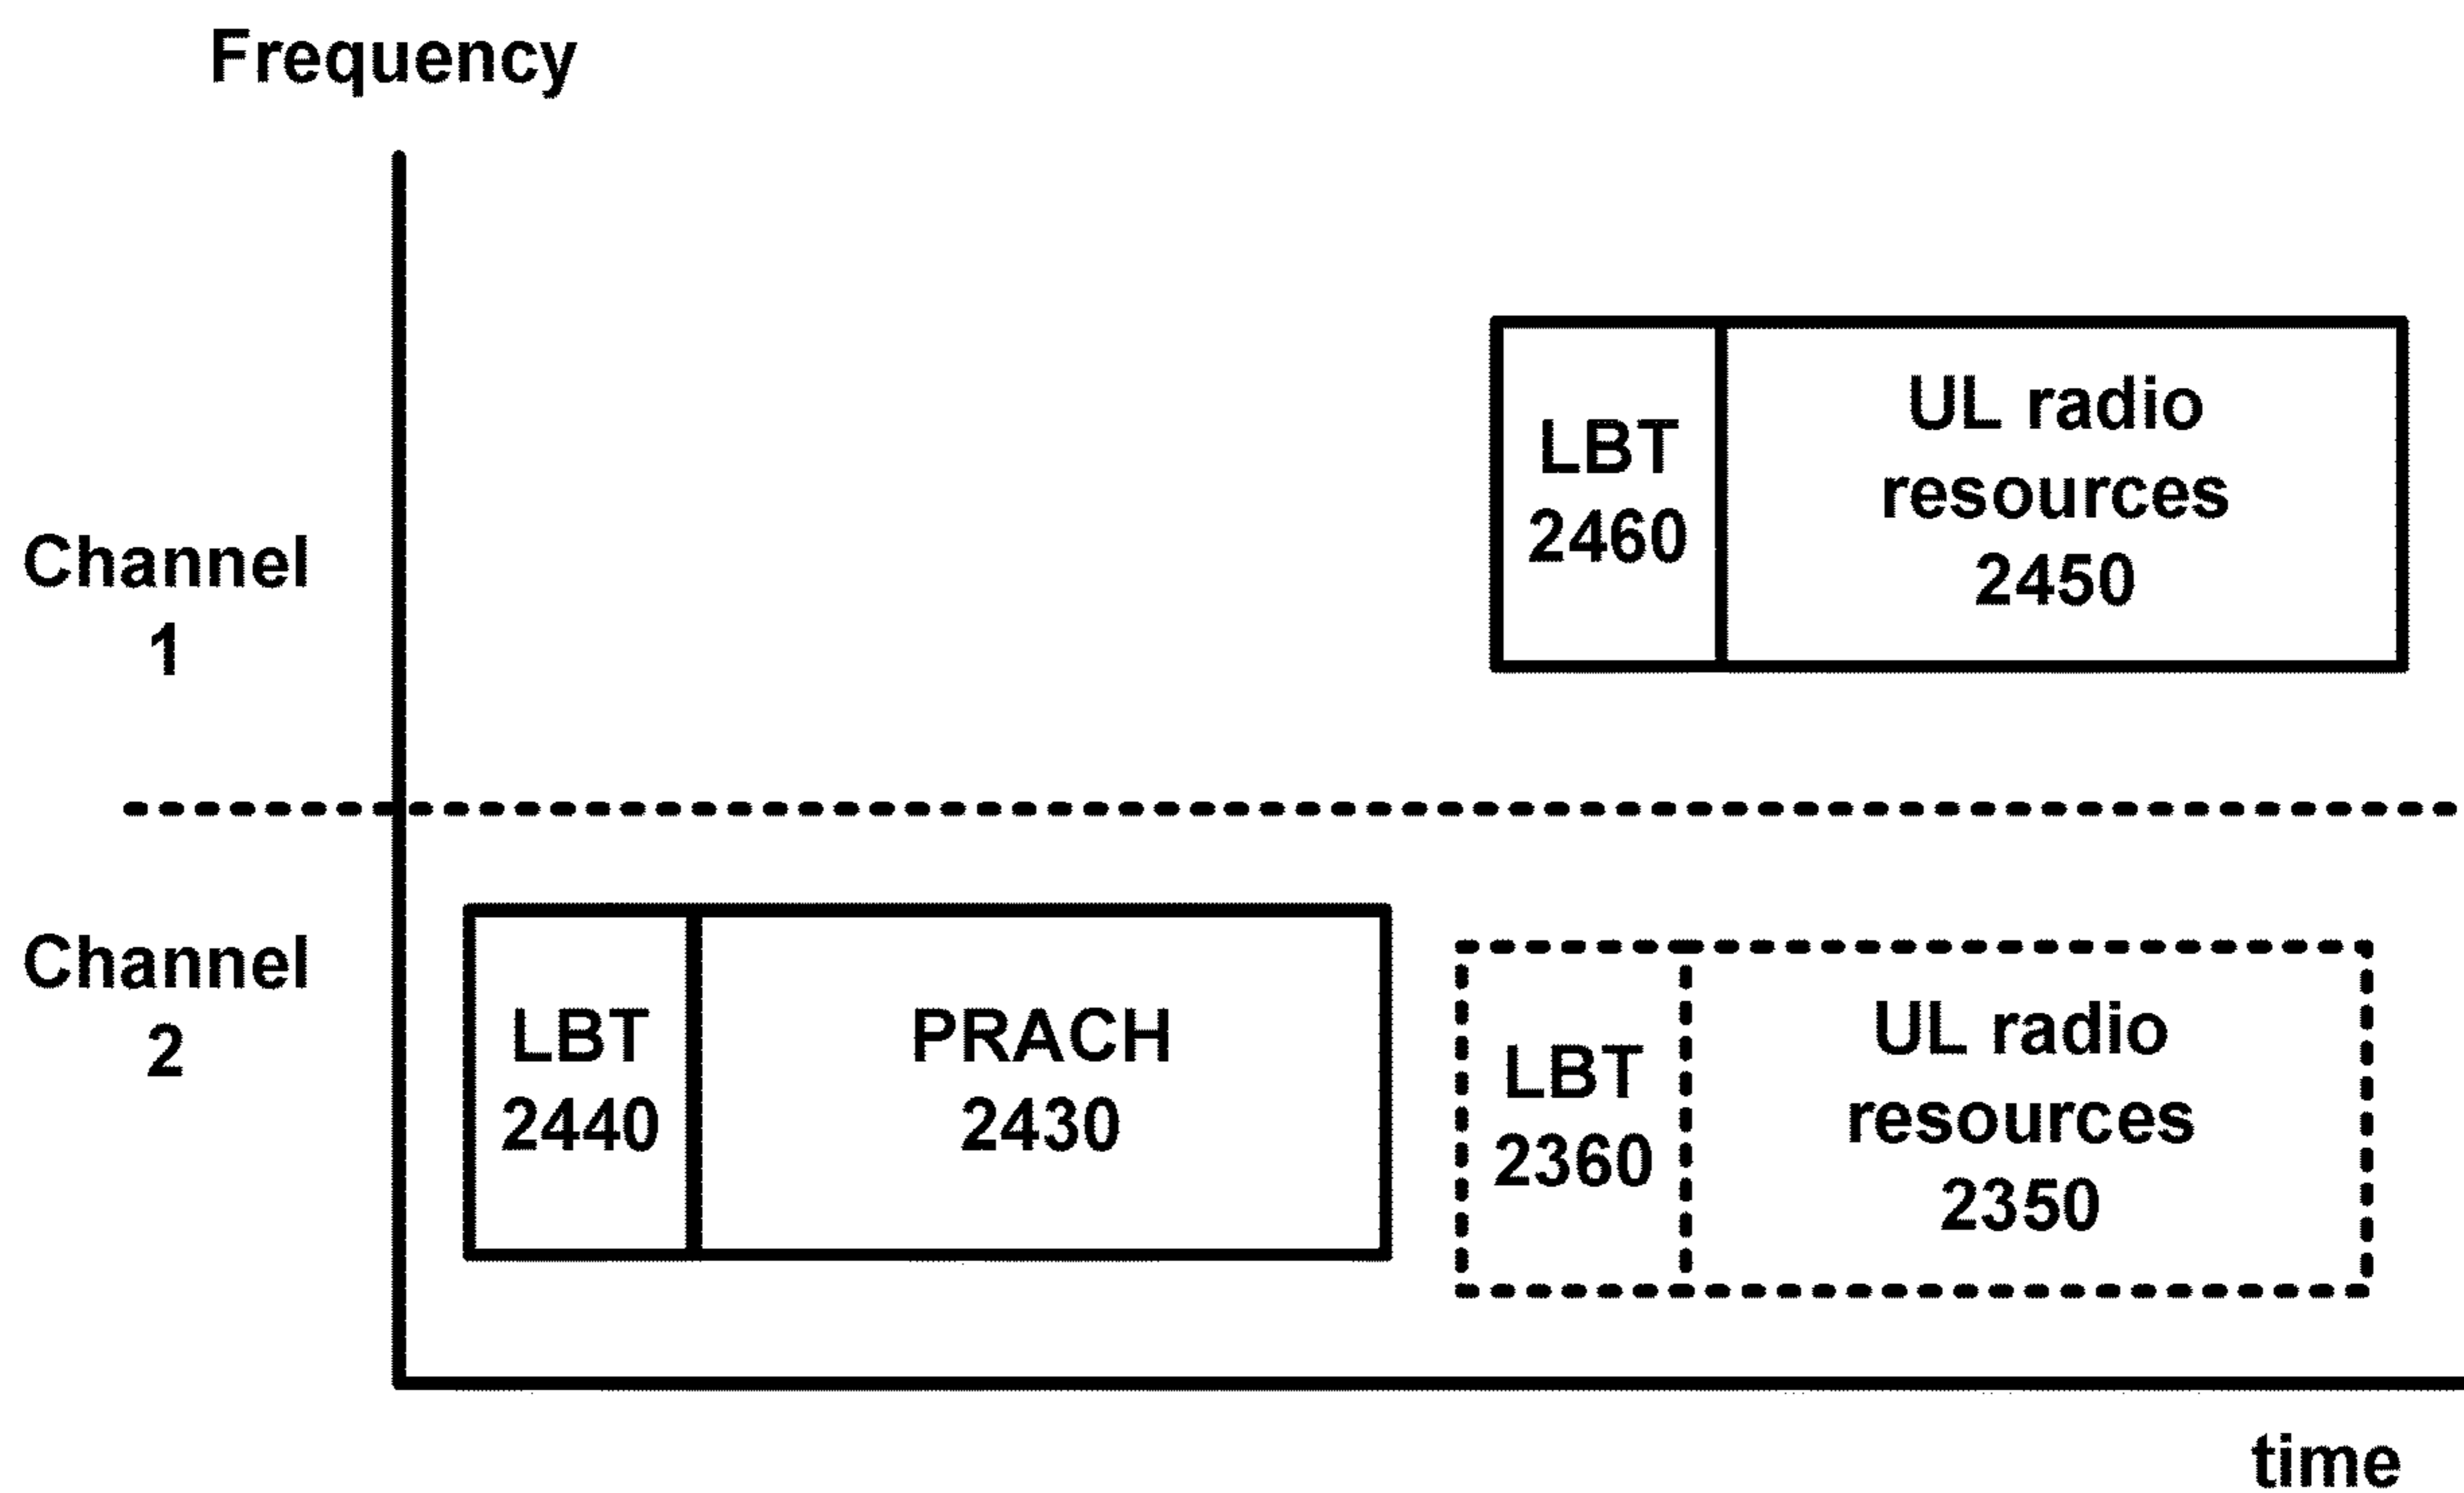 Frequency
Channel
1
LBT
2460
UL radio
resources
2450
Channel
2
LBT
2440
PRACH
2430
LBT
2360
UL radio
resources
2350
time